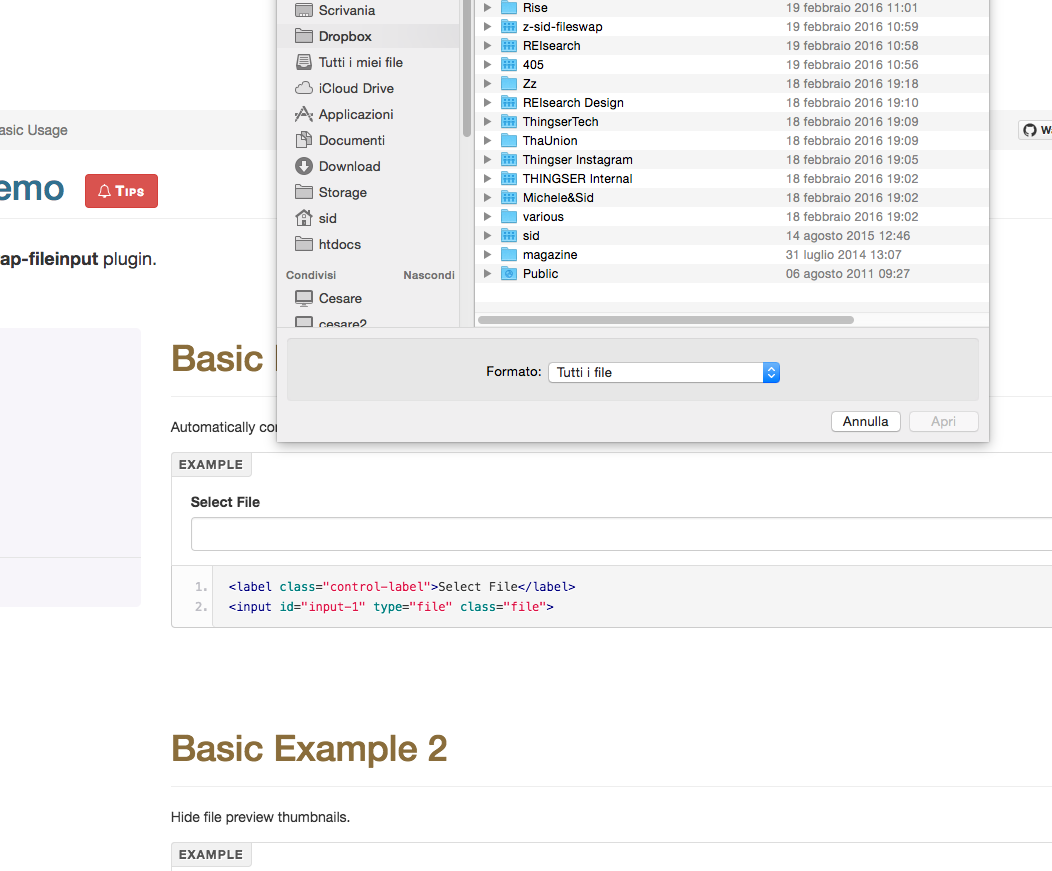 Scrivania
Dropbox
Tutti i miei file
iCloud Drive
Applicazioni
Documenti
Download
Storage
sid
htdocs
Condivisi Nascondi
Cesare
cesare2
Rise 19 febbraio 2016 11:01
z-sid-fileswap 19 febbraio 2016 10:59
REIsearch 19 febbraio 2016 10:58
405 19 febbraio 2016 10:56
Zz 18 febbraio 2016 19:18
REIsearch Design 18 febbraio 2016 19:10
ThingserTech 18 febbraio 2016 19:09
ThaUnion 18 febbraio 2016 19:09
Thingser Instagram 18 febbraio 2016 19:05
THINGSER Internal 18 febbraio 2016 19:02
Michele&Sid 18 febbraio 2016 19:02
various 18 febbraio 2016 19:02
sid 14 agosto 2015 12:46
magazine 31 luglio 2014 13:07
Public 06 agosto 2011 09:27
Formato: Tutti i file
Annulla Apri
asic Usage
emo TIPS
ap-fileinput plugin.
Basic
Automatically co
EXAMPLE
Select File
1. <label class="control-label">Select File</label>
2. <input id="input-1" type="file" class="file">
Basic Example 2
Hide file preview thumbnails.
EXAMPLE